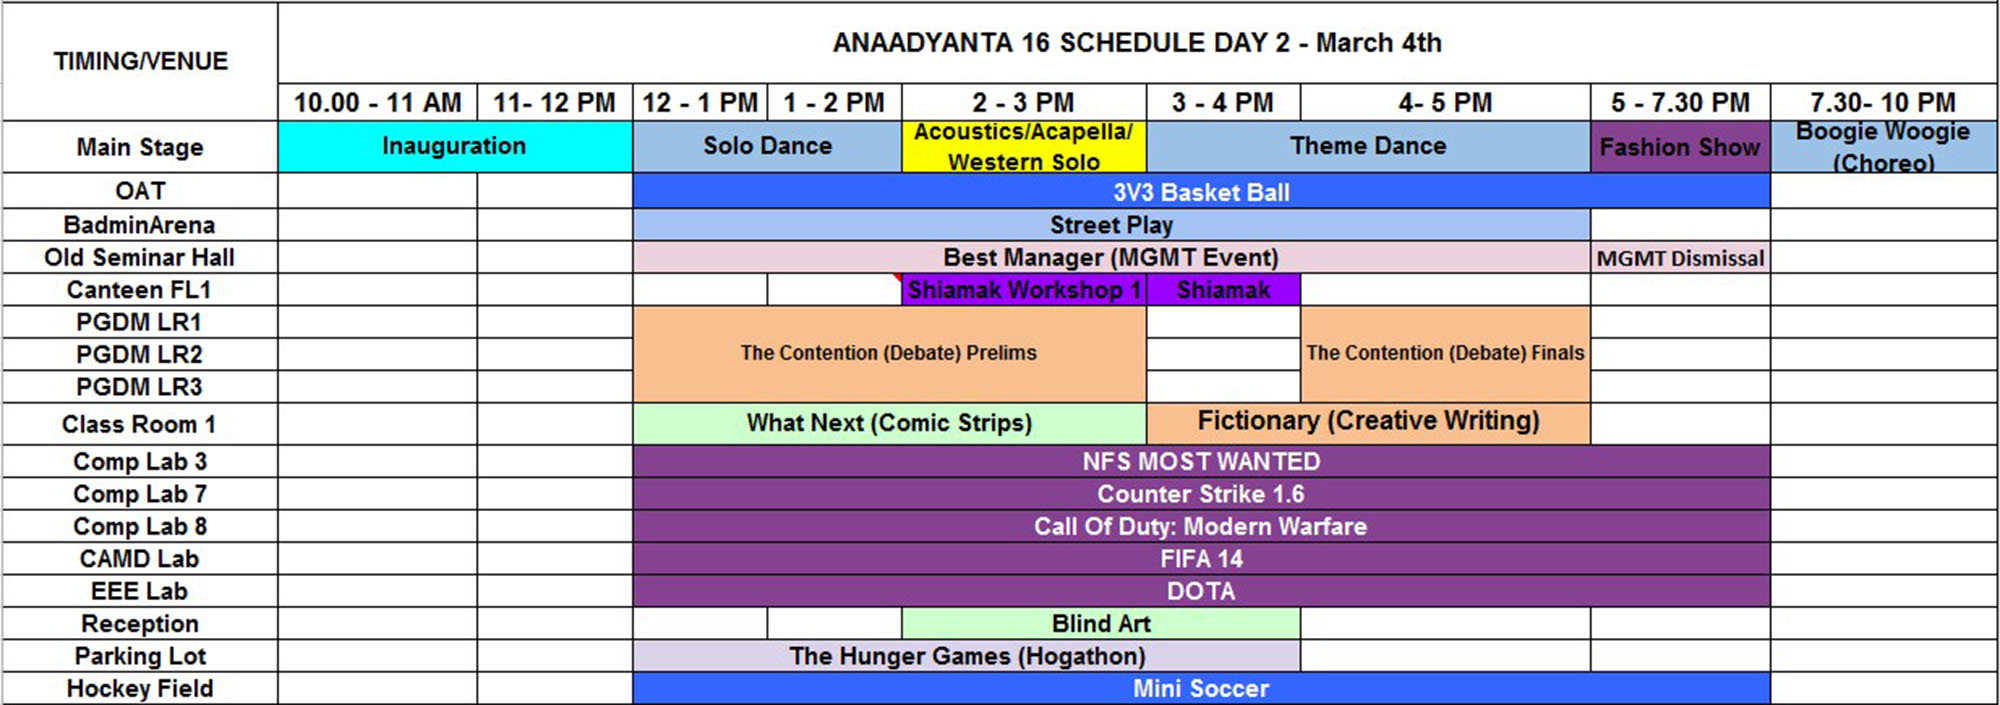 TIMING/VENUE
ANAADYANTA 16 SCHEDULE DAY 2 - March 4th
10.00 - 11 AM 11- 12 PM 12 - 1 PM 1 - 2 PM 2 - 3 PM 3 - 4 PM 4- 5 PM 5 - 7.30 PM 7.30- 10 PM
Main Stage Inauguration Solo Dance Acoustics/Acapella/ Western Solo Theme Dance Fashion Show Boogie Woogie (Choreo)
OAT 3V3 Basket Ball
BadminArena Street Play
Old Seminar Hall Best Manager (MGMT Event) MGMT Dismissal
Canteen FL1 Shiamak Workshop 1 Shiamak
PGDM LR1
PGDM LR2 The Contention (Debate) Prelims The Contention (Debate) Finals
PGDM LR3
Class Room 1 What Next (Comic Strips) Fictionary (Creative Writing)
Comp Lab 3 NFS MOST WANTED
Comp Lab 7 Counter Strike 1.6
Comp Lab 8 Call Of Duty: Modern Warfare
CAMD Lab FIFA 14
EEE Lab DOTA
Reception Blind Art
Parking Lot The Hunger Games (Hogathon)
Hockey Field Mini Soccer